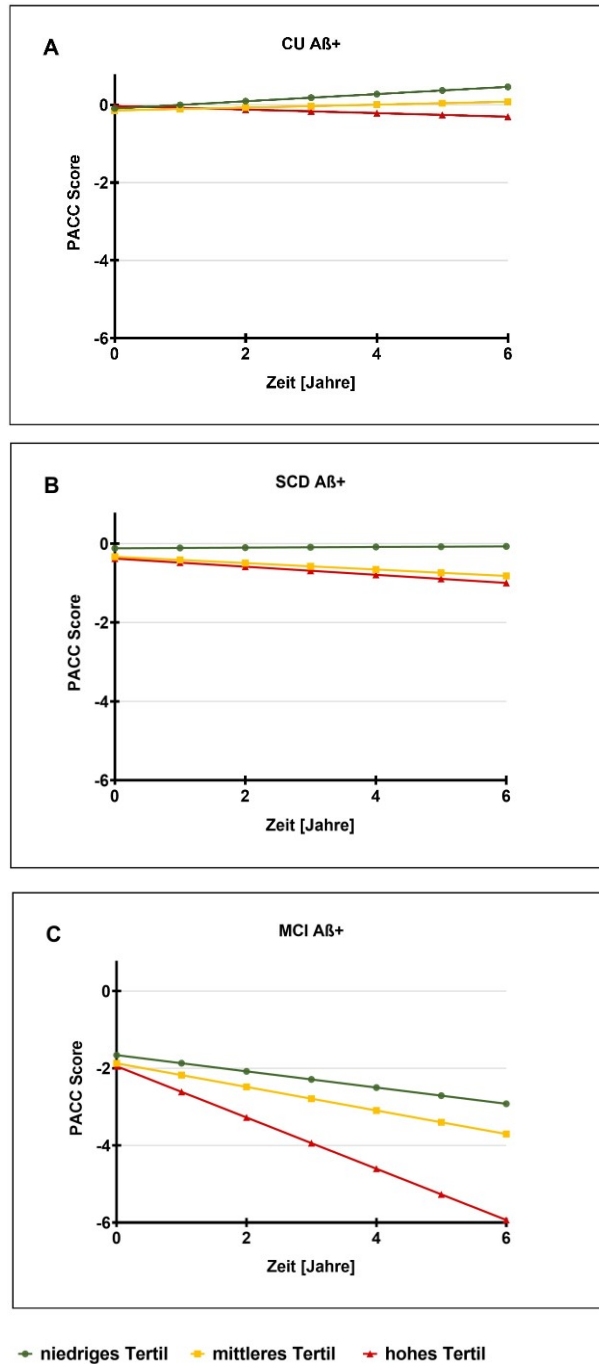 A
CU Aß+
PACC Score
0
-2
-4
-6
0 2 4 6
Zeit [Jahre]
B
SCD Aß+
PACC Score
0
-2
-4
-6
0 2 4 6
Zeit [Jahre]
C
MCI Aß+
PACC Score
0
-2
-4
-6
0 2 4 6
Zeit [Jahre]
niedriges Tertil mittleres Tertil hohes Tertil